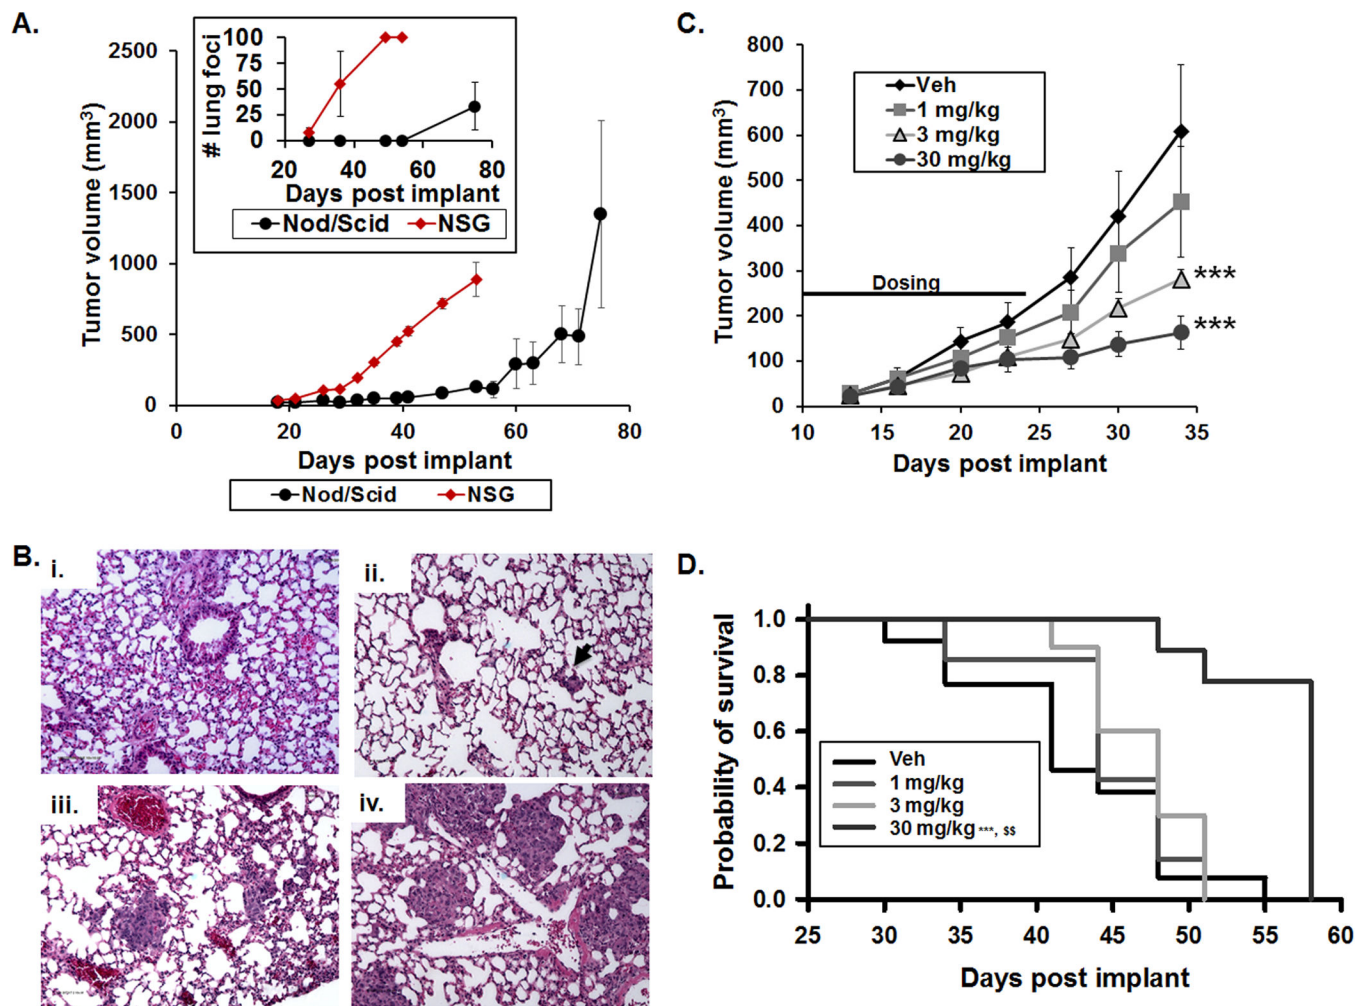 A.
Tumor volume (mm3)
2500
2000
1500
1000
500
0
0 20 40 60 80
Days post implant
Nod/Scid NSG
# lung foci
100
75
50
25
0
20 40 60 80
Days post implant
Nod/Scid NSG
B.
i.
ii.
iii.
iv.
C.
Tumor volume (mm3)
800
700
600
500
400
300
200
100
0
10 15 20 25 30 35
Days post implant
Veh
1 mg/kg
3 mg/kg
30 mg/kg
Dosing
***
***
D.
Probability of survival
1.0
0.8
0.6
0.4
0.2
0.0
25 30 35 40 45 50 55 60
Days post implant
Veh
1 mg/kg
3 mg/kg
30 mg/kg ***, $$